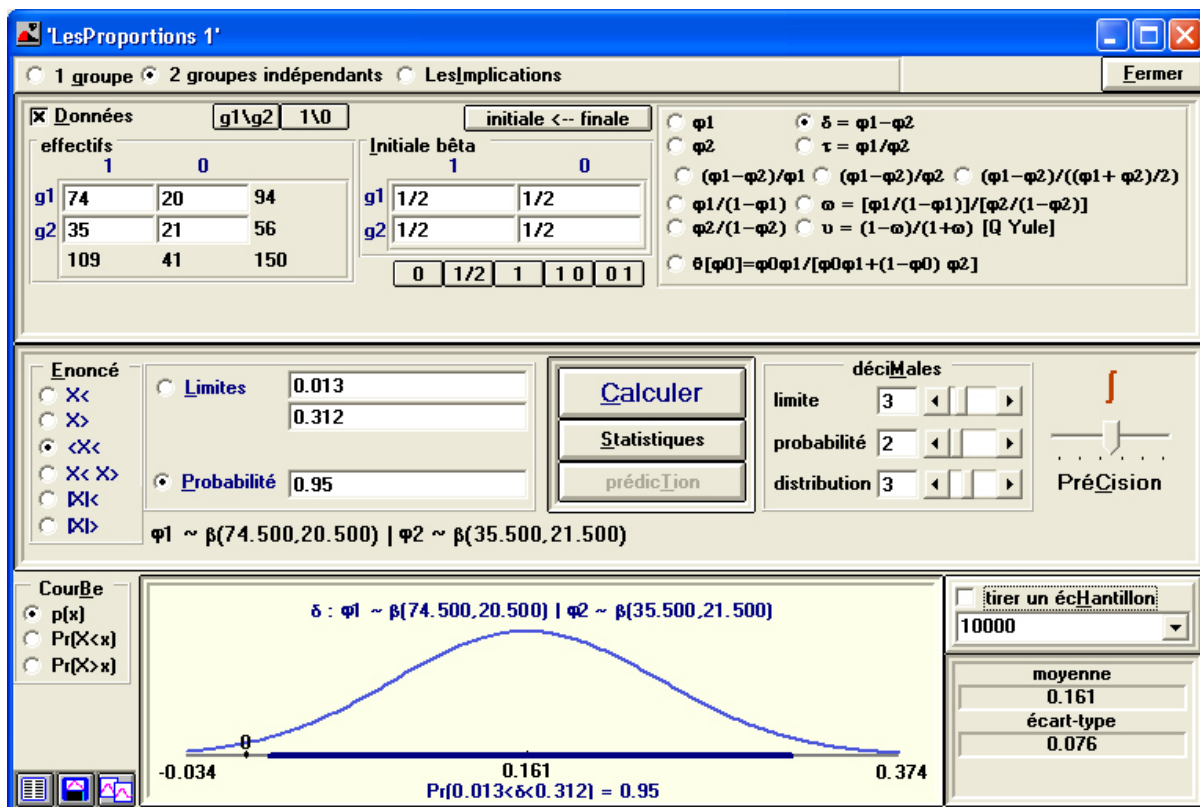 'LesProportions 1'
1 groupe 2 groupes indépendants LesImplications Fermer
Données g1\g2 1\0 initiale <-- finale
effectifs
1 0
g1 74 20 94
g2 35 21 56
109 41 150
Initiale bêta
1 0
g1 1/2 1/2
g2 1/2 1/2
0 1/2 1 1 0 0 1
φ1 δ = φ1-φ2
φ2 τ = φ1/φ2
(φ1-φ2)/φ1 (φ1-φ2)/φ2 (φ1-φ2)/((φ1+ φ2)/2)
φ1/(1-φ1) ω = [φ1/(1-φ1)]/[φ2/(1-φ2)]
φ2/(1-φ2) υ = (1-ω)/(1+ω) [Q Yule]
θ[φ0]=φ0φ1/[φ0φ1+(1-φ0) φ2]
Enoncé
X<
X>
<X<
X< X>
|X|<
|X|>
Limites 0.013
0.312
Probabilité 0.95
φ1 ~ β(74.500,20.500) | φ2 ~ β(35.500,21.500)
Calculer
Statistiques
prédicTion
déciMales
limite 3
probabilité 2
distribution 3
∫
PréCision
CourBe
p(x)
Pr(X<x)
Pr(X>x)
δ : φ1 ~ β(74.500,20.500) | φ2 ~ β(35.500,21.500)
0
-0.034 0.161 0.374
Pr(0.013<δ<0.312) = 0.95
tirer un écHantillon
10000
moyenne
0.161
écart-type
0.076